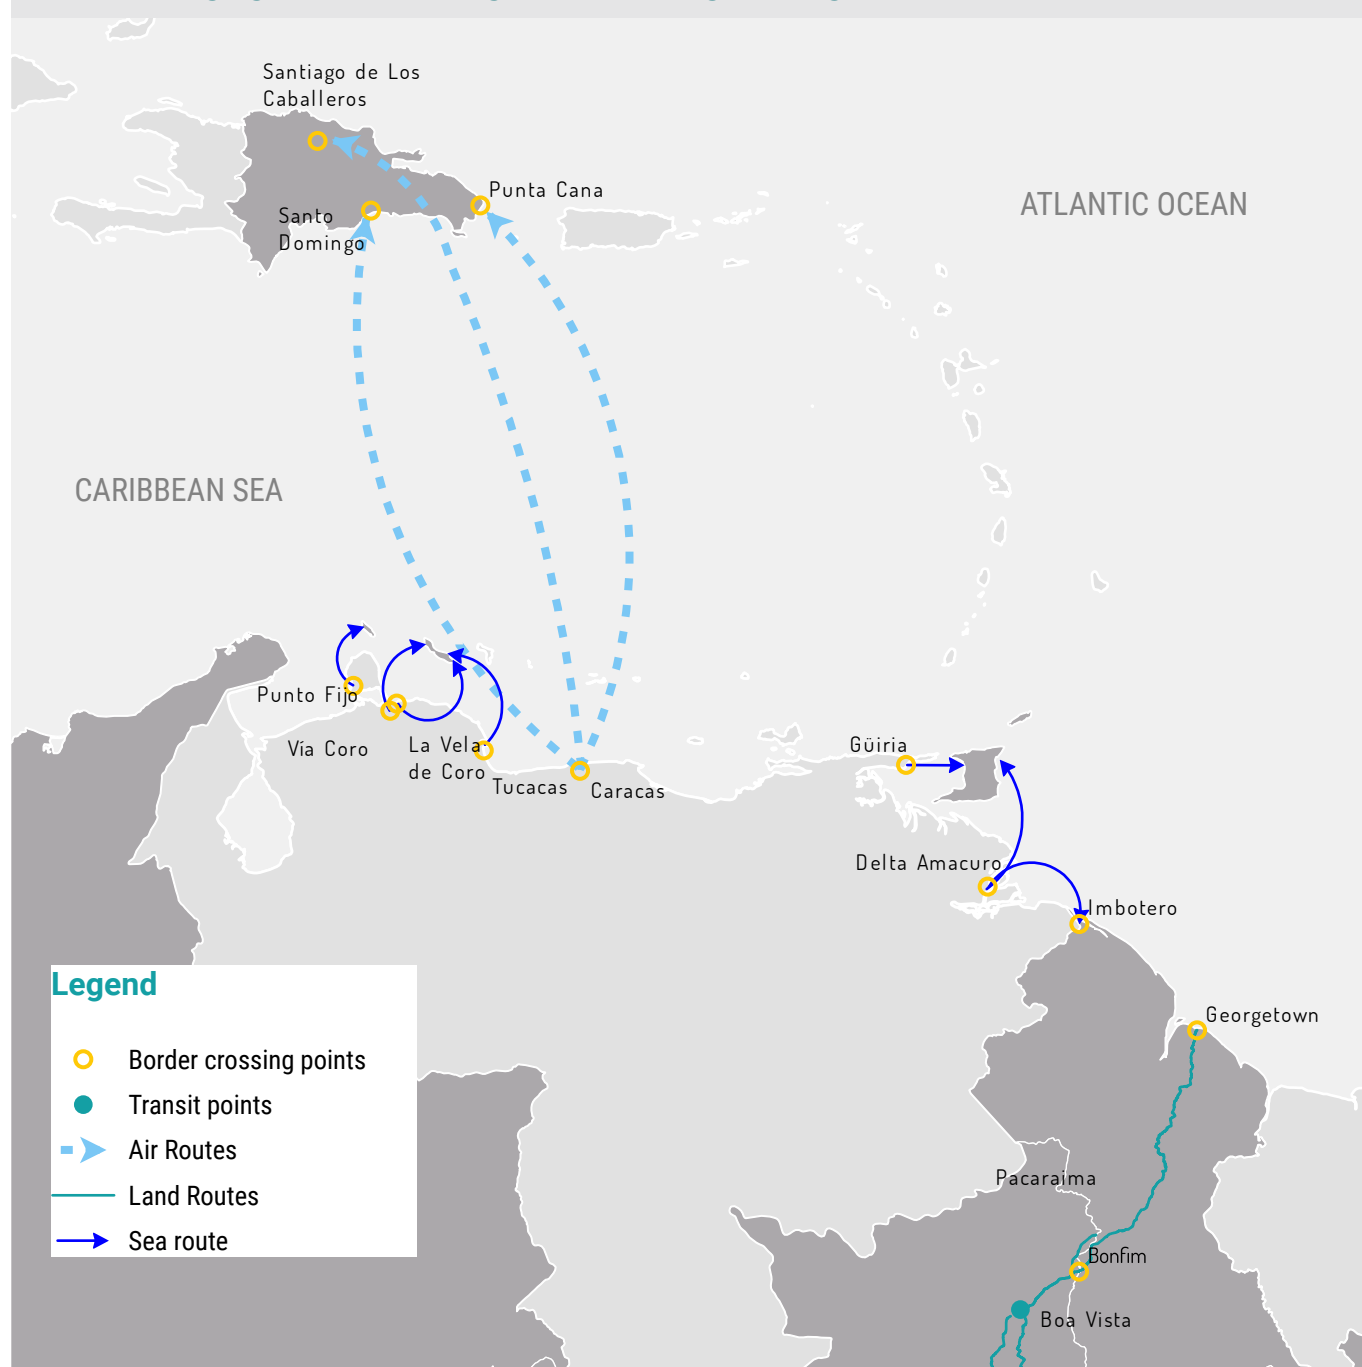 Santiago de Los
Caballeros
Punta Cana
ATLANTIC OCEAN
Santo
Domingo
CARIBBEAN SEA
Punto Fijo
Vía Coro
La Vela
de Coro
Tucacas
Caracas
Güiria
Delta Amacuro
Imbotero
Georgetown
Pacaraima
Bonfim
Boa Vista
Legend
Border crossing points
Transit points
Air Routes
Land Routes
Sea route